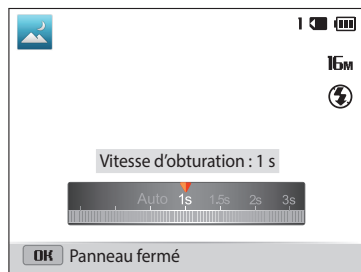 1
16M
Vitesse d'obturation : 1 s
Auto 1s 1.5s 2s 3s
OK Panneau fermé